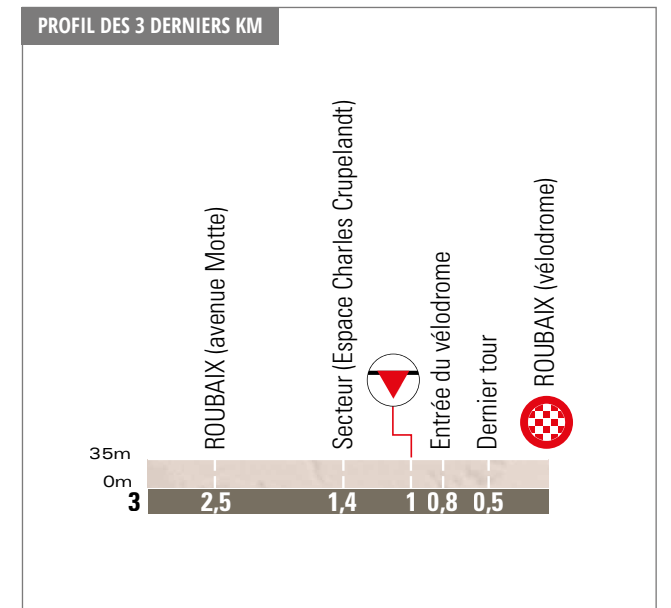 PROFIL DES 3 DERNIERS KM
ROUBAIX (avenue Motte)
Secteur (Espace Charles Crupelandt)
Entrée du vélodrome
Dernier tour
ROUBAIX (vélodrome)
35m
0m
3 2,5 1,4 1 0,8 0,5